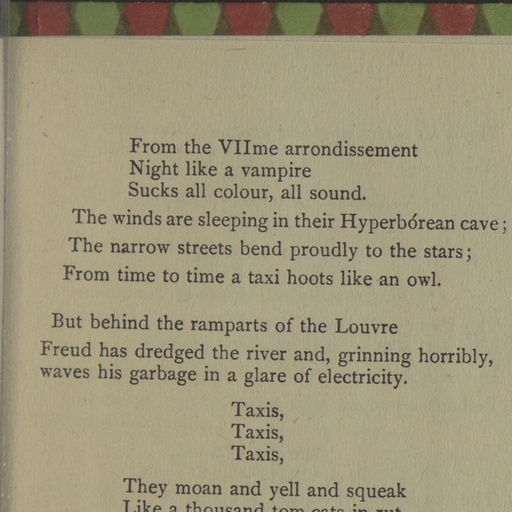 From the VIIme arrondissement
Night like a vampire
Sucks all colour, all sound.
The winds are sleeping in their Hyperbórean cave;
The narrow streets bend proudly to the stars;
From time to time a taxi hoots like an owl.
But behind the ramparts of the Louvre
Freud has dredged the river and, grinning horribly,
waves his garbage in a glare of electricity.
Taxis,
Taxis,
Taxis,
They moan and yell and squeak
Like a thousand tom-cats in rut.